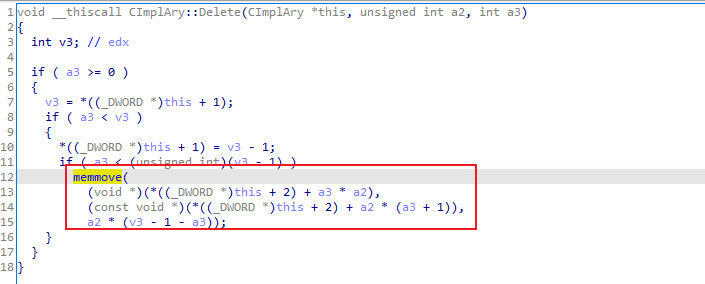 1 void __thiscall CImplAry::Delete(CImplAry *this, unsigned int a2, int a3)
2 {
3 int v3; // edx
4
5 if ( a3 >= 0 )
6 {
7 v3 = *((_DWORD *)this + 1);
8 if ( a3 < v3 )
9 {
10 *((_DWORD *)this + 1) = v3 - 1;
11 if ( a3 < (unsigned int)(v3 - 1) )
12 memmove(
13 (void *)(*((_DWORD *)this + 2) + a3 * a2),
14 (const void *)(*((_DWORD *)this + 2) + a2 * (a3 + 1)),
15 a2 * (v3 - 1 - a3));
16 }
17 }
18 }